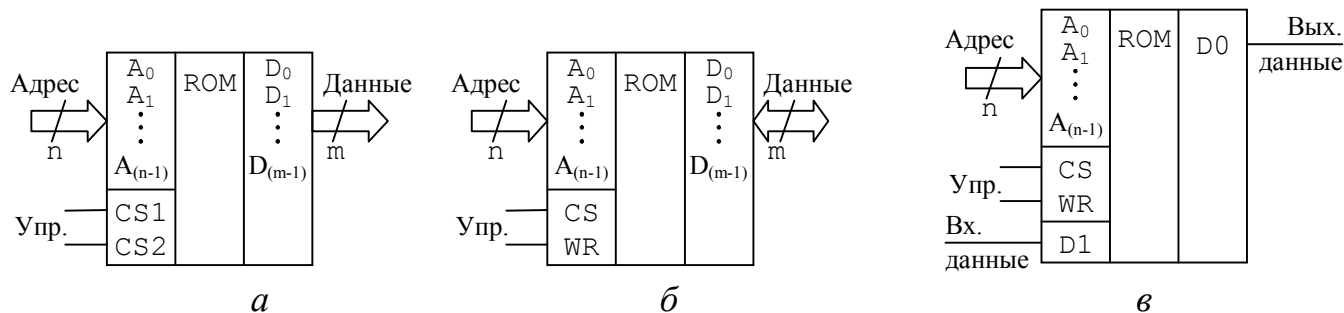 Адрес
n
A0
A1
A(n-1)
ROM
D0
D1
D(m-1)
Данные
m
Упр.
CS1
CS2
а
Адрес
n
A0
A1
A(n-1)
ROM
D0
D1
D(m-1)
Данные
m
Упр.
CS
WR
б
Адрес
n
A0
A1
A(n-1)
ROM
D0
Вых.
данные
Упр.
CS
WR
Вх.
данные
D1
в